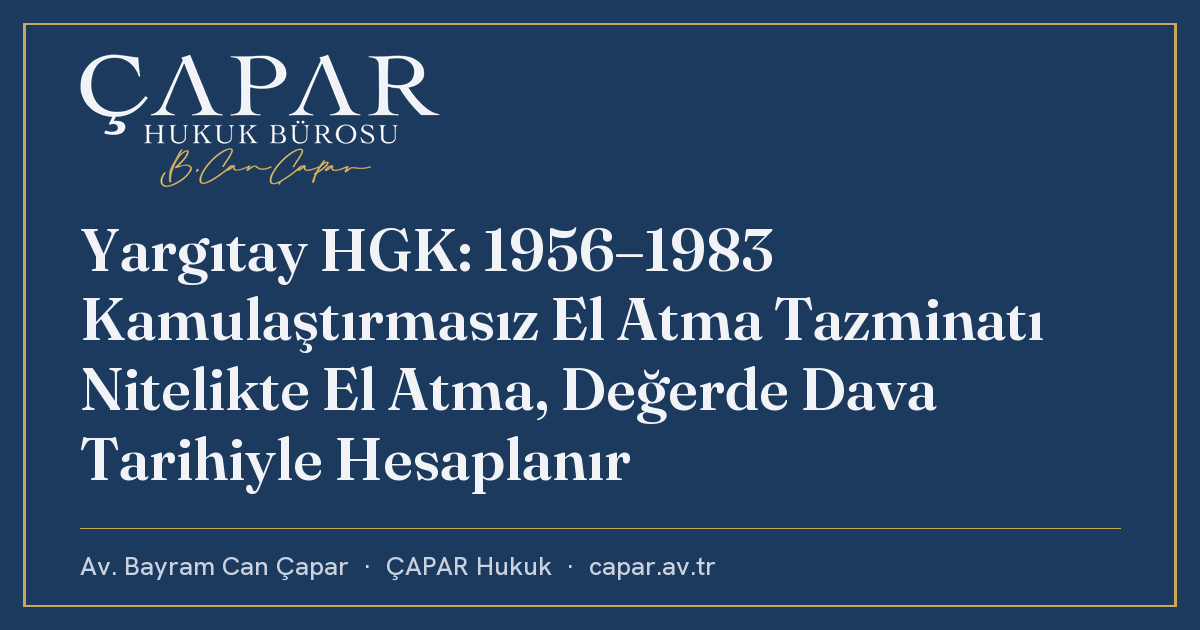 ÇAPAR
HUKUK BÜROSU
B.Can Çapar
Yargıtay HGK: 1956–1983
Kamulaştırmasız El Atma Tazminatı
Nitelikte El Atma, Değerde Dava
Tarihiyle Hesaplanır
Av. Bayram Can Çapar · ÇAPAR Hukuk · capar.av.tr